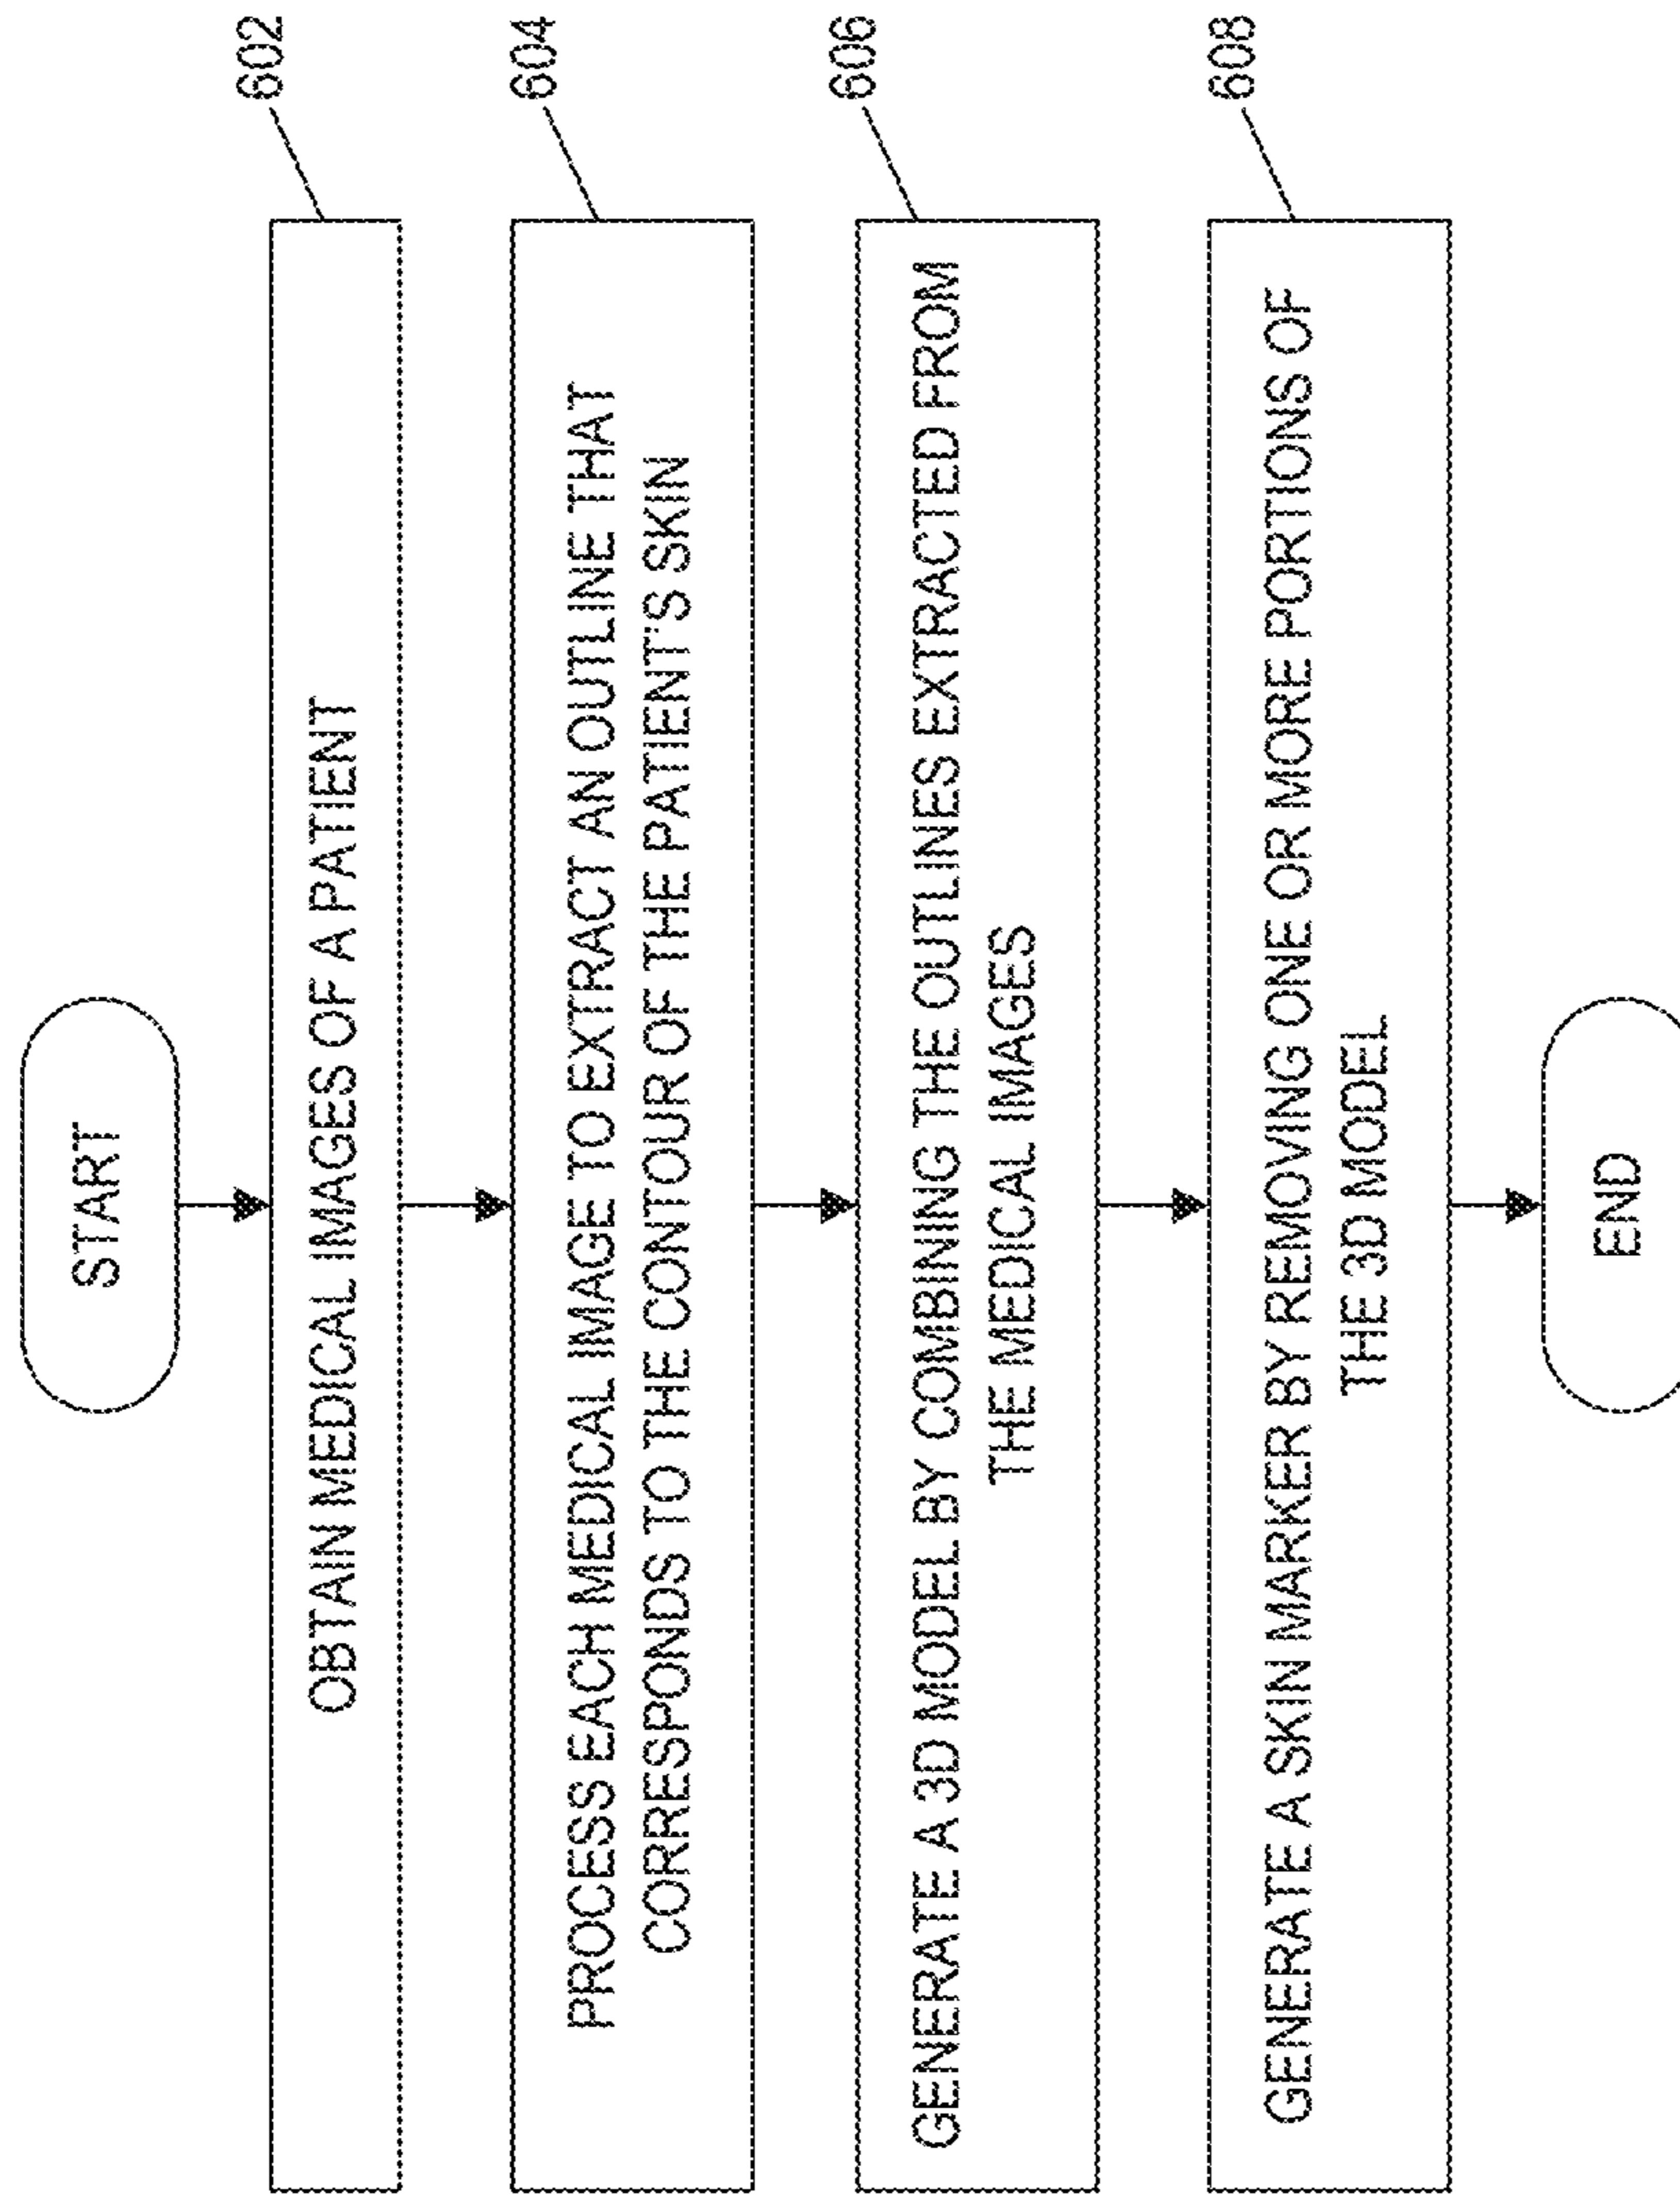 START
602
OBTAIN MEDICAL IMAGES OF A PATIENT
604
PROCESS EACH MEDICAL IMAGE TO EXTRACT AN OUTLINE THAT
CORRESPONDS TO THE CONTOUR OF THE PATIENT'S SKIN
606
GENERATE A 3D MODEL BY COMBINING THE OUTLINES EXTRACTED FROM
THE MEDICAL IMAGES
608
GENERATE A SKIN MARKER BY REMOVING ONE OR MORE PORTIONS OF
THE 3D MODEL
END